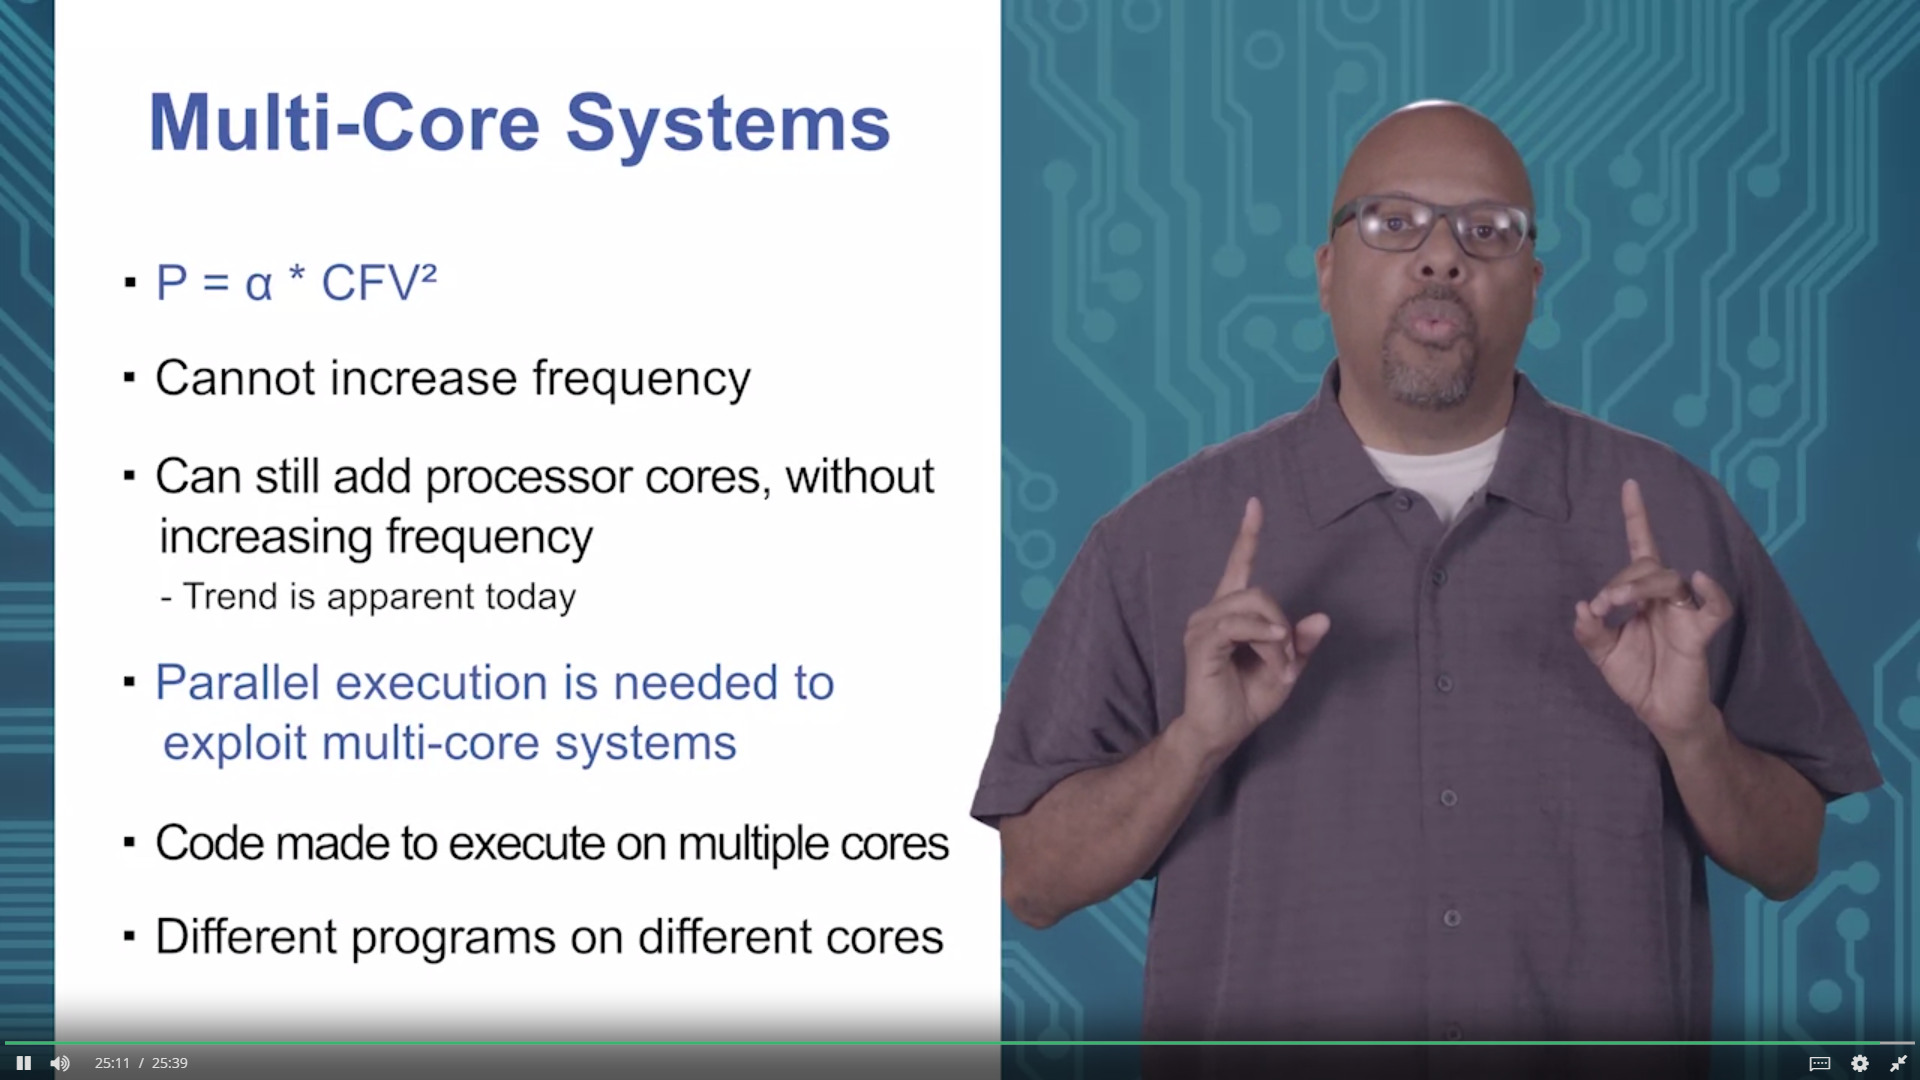 Multi-Core Systems
▪ P = α * CFV²
▪ Cannot increase frequency
▪ Can still add processor cores, without
increasing frequency
- Trend is apparent today
▪ Parallel execution is needed to
exploit multi-core systems
▪ Code made to execute on multiple cores
▪ Different programs on different cores
25:11 / 25:39